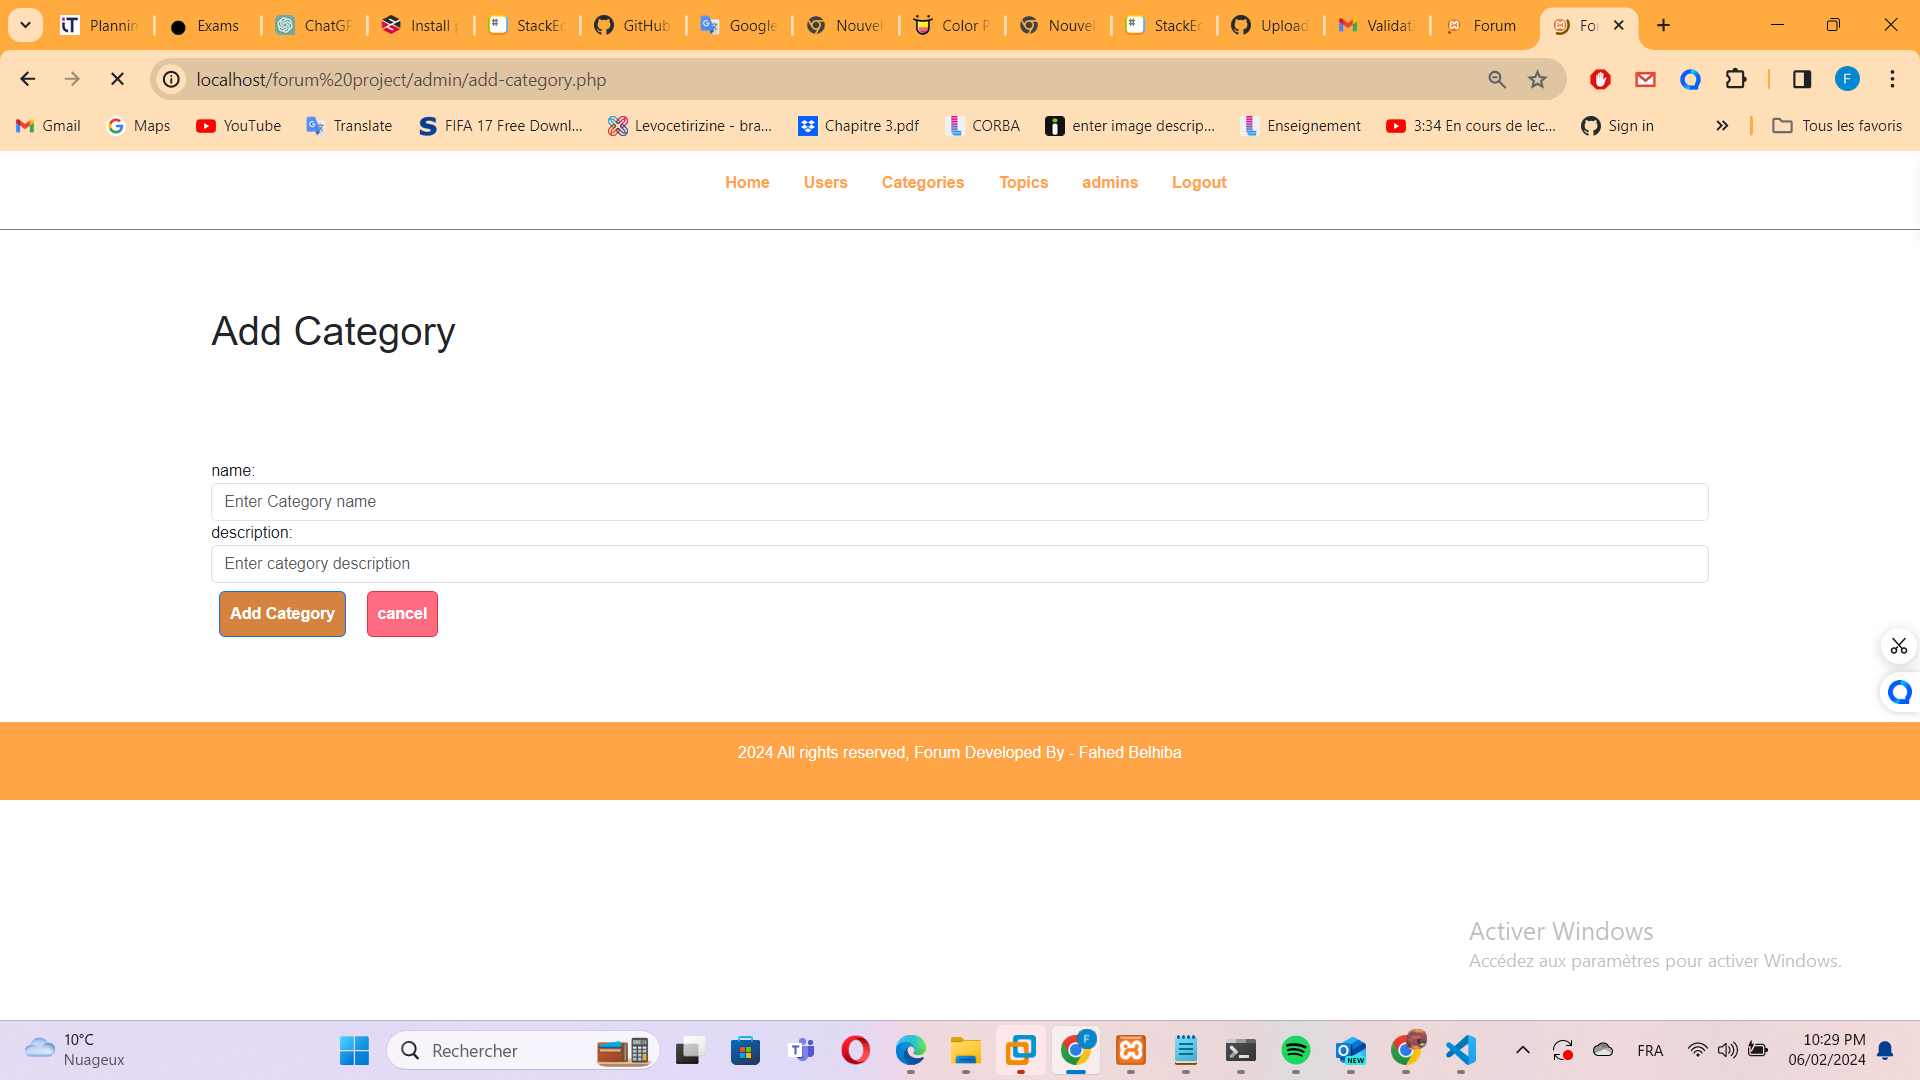 Plannin Exams ChatGP Install p StackEd GitHub Google Nouvel Color P Nouvel StackEd Upload Validati Forum For
localhost/forum%20project/admin/add-category.php
Gmail Maps YouTube Translate FIFA 17 Free Downl... Levocetirizine - bra... Chapitre 3.pdf CORBA enter image descrip... Enseignement 3:34 En cours de lec... Sign in Tous les favoris
Home Users Categories Topics admins Logout
Add Category
name:
Enter Category name
description:
Enter category description
Add Category cancel
2024 All rights reserved, Forum Developed By - Fahed Belhiba
Activer Windows
Accédez aux paramètres pour activer Windows.
10°C
Nuageux
Rechercher
FRA
10:29 PM
06/02/2024